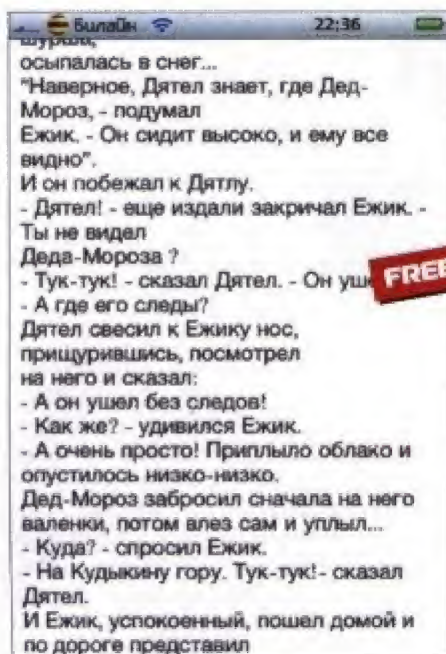 Билайн 22:36
осыпалась в снег...
"Наверное, Дятел знает, где Дед-
Мороз, - подумал
Ежик. - Он сидит высоко, и ему все
видно".
И он побежал к Дятлу.
- Дятел! - еще издали закричал Ежик. -
Ты не видел
Деда-Мороза ?
- Тук-тук! - сказал Дятел. - Он
FREE
- А где его следы?
Дятел свесил к Ежику нос,
прищурившись, посмотрел
на него и сказал:
- А он ушел без следов!
- Как же? - удивился Ежик.
- А очень просто! Приплыло облако и
опустилось низко-низко.
Дед-Мороз забросил сначала на него
валенки, потом влез сам и уплыл...
- Куда? - спросил Ежик.
- На Кудыкину гору. Тук-тук!- сказал
Дятел.
И Ежик, успокоенный, пошел домой и
по дороге представил